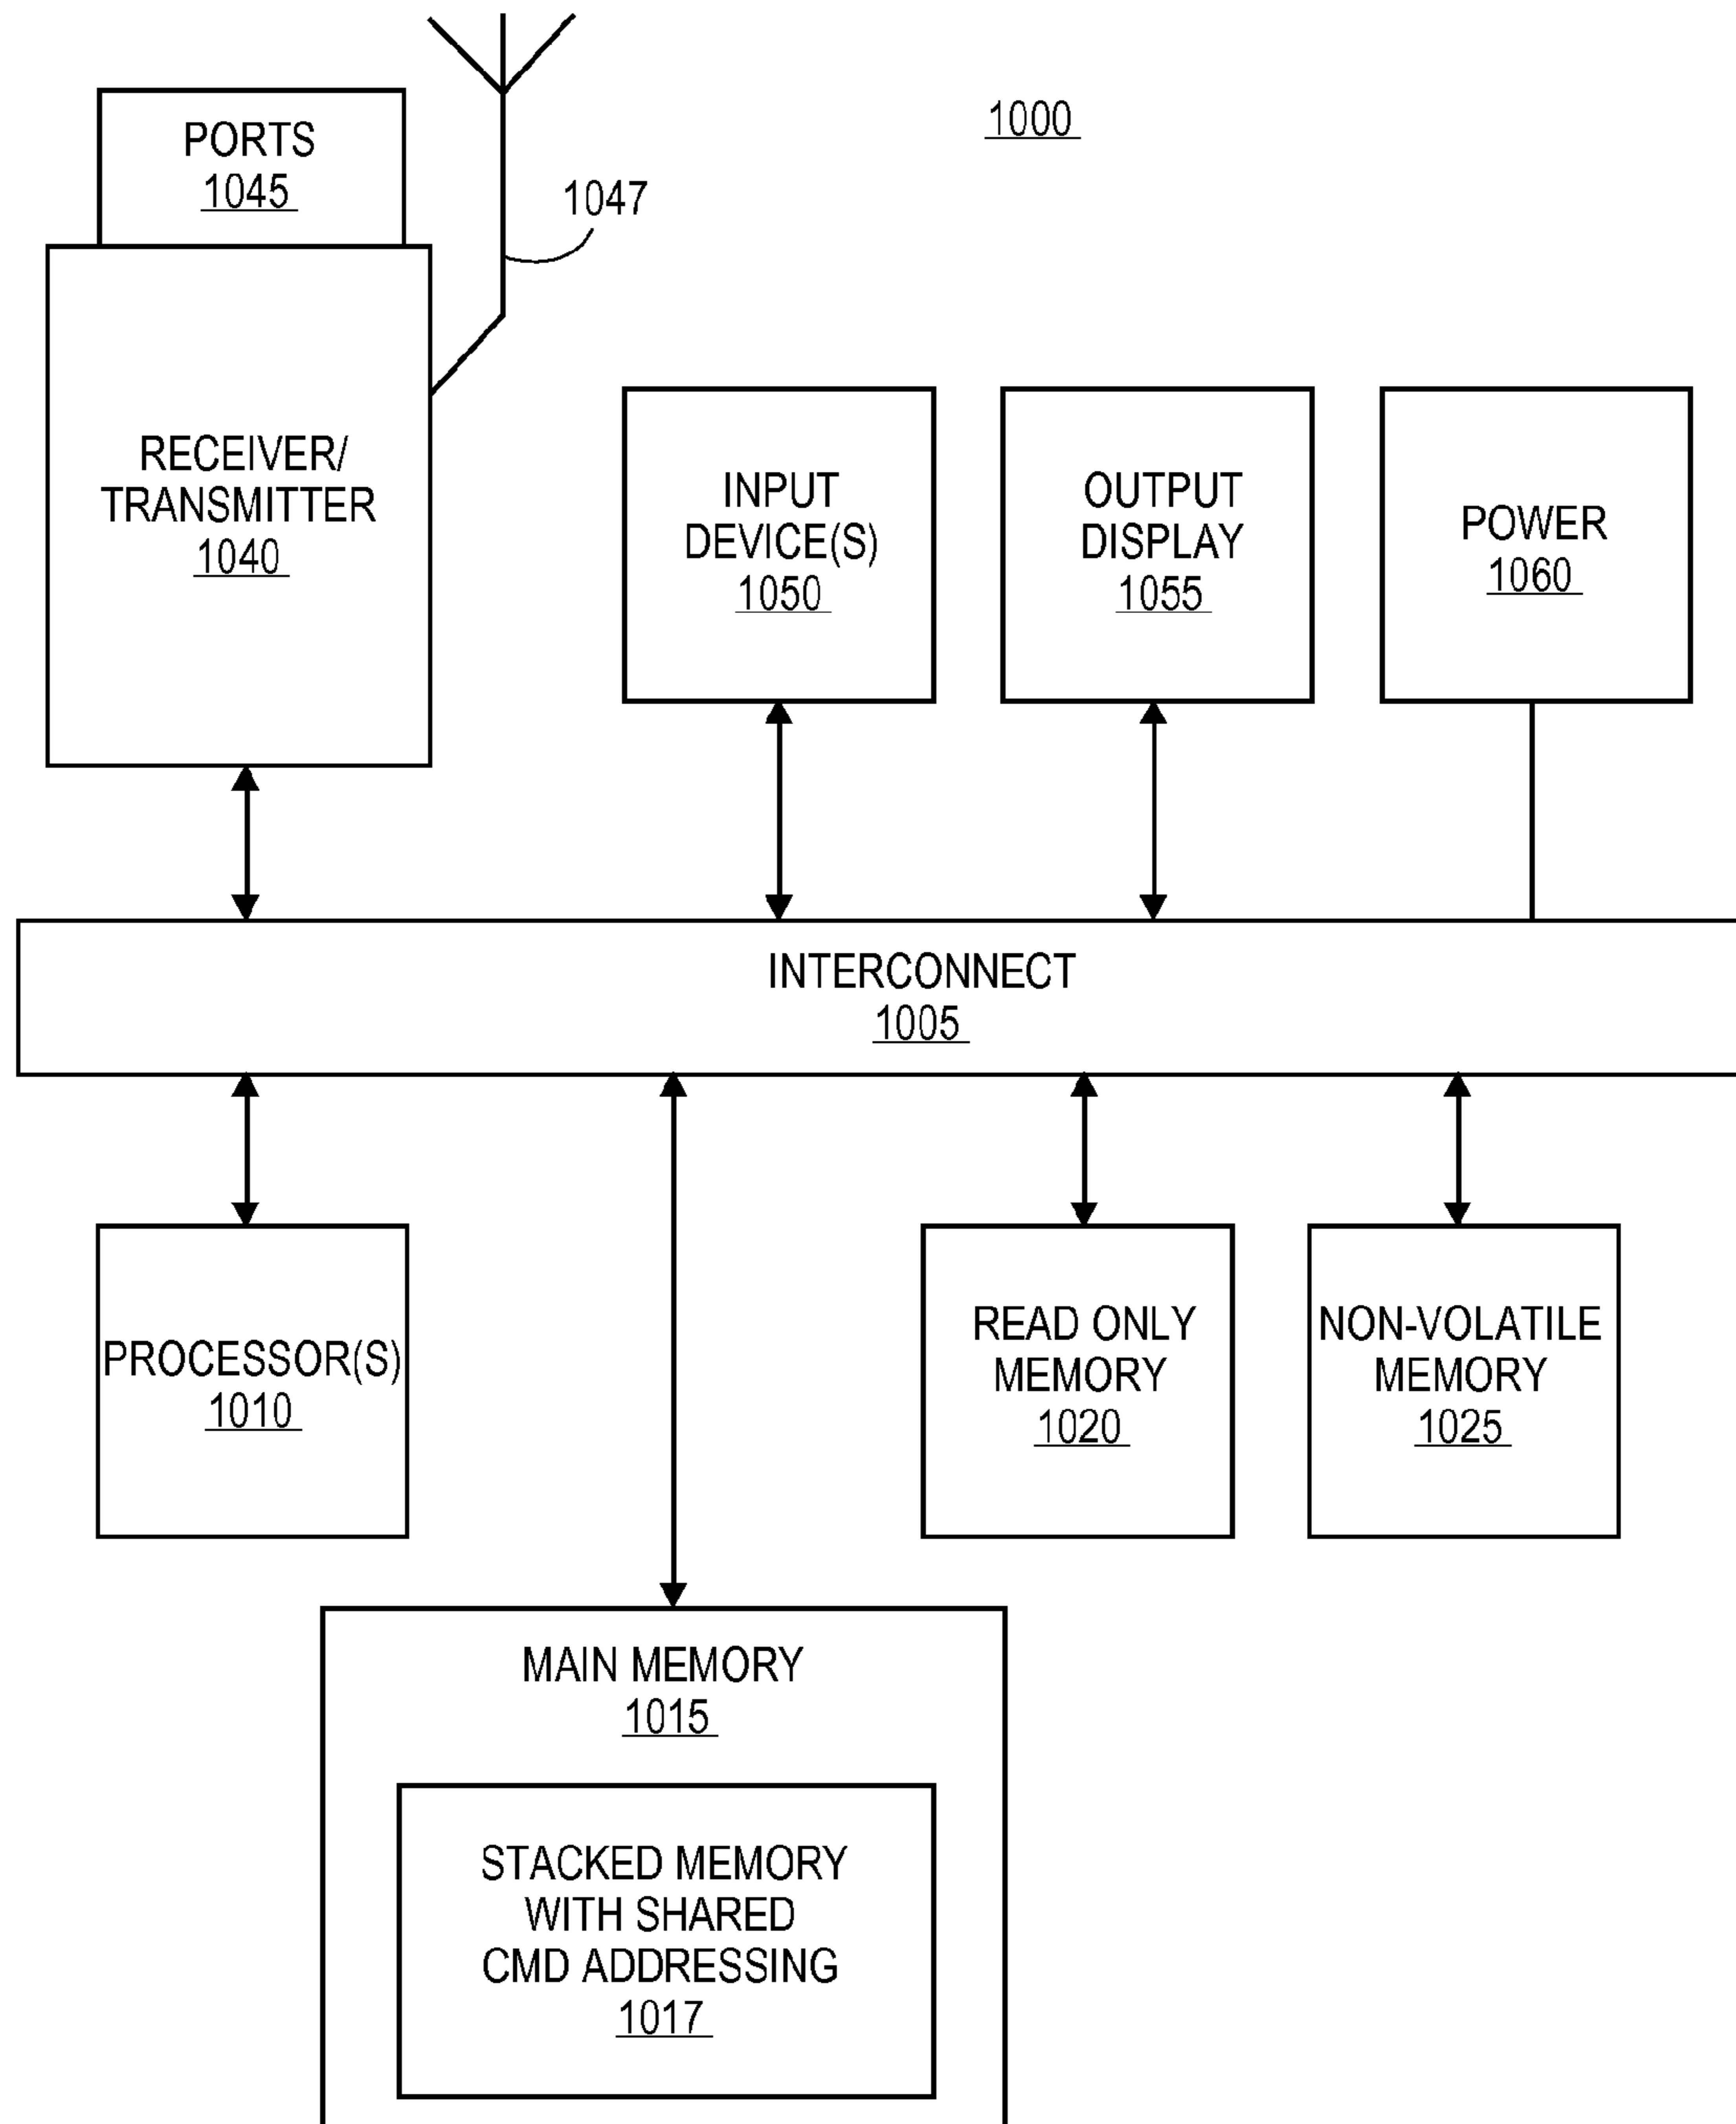 1000
PORTS
1045
1047
RECEIVER/
TRANSMITTER
1040
INPUT
DEVICE(S)
1050
OUTPUT
DISPLAY
1055
POWER
1060
INTERCONNECT
1005
PROCESSOR(S)
1010
READ ONLY
MEMORY
1020
NON-VOLATILE
MEMORY
1025
MAIN MEMORY
1015
STACKED MEMORY
WITH SHARED
CMD ADDRESSING
1017